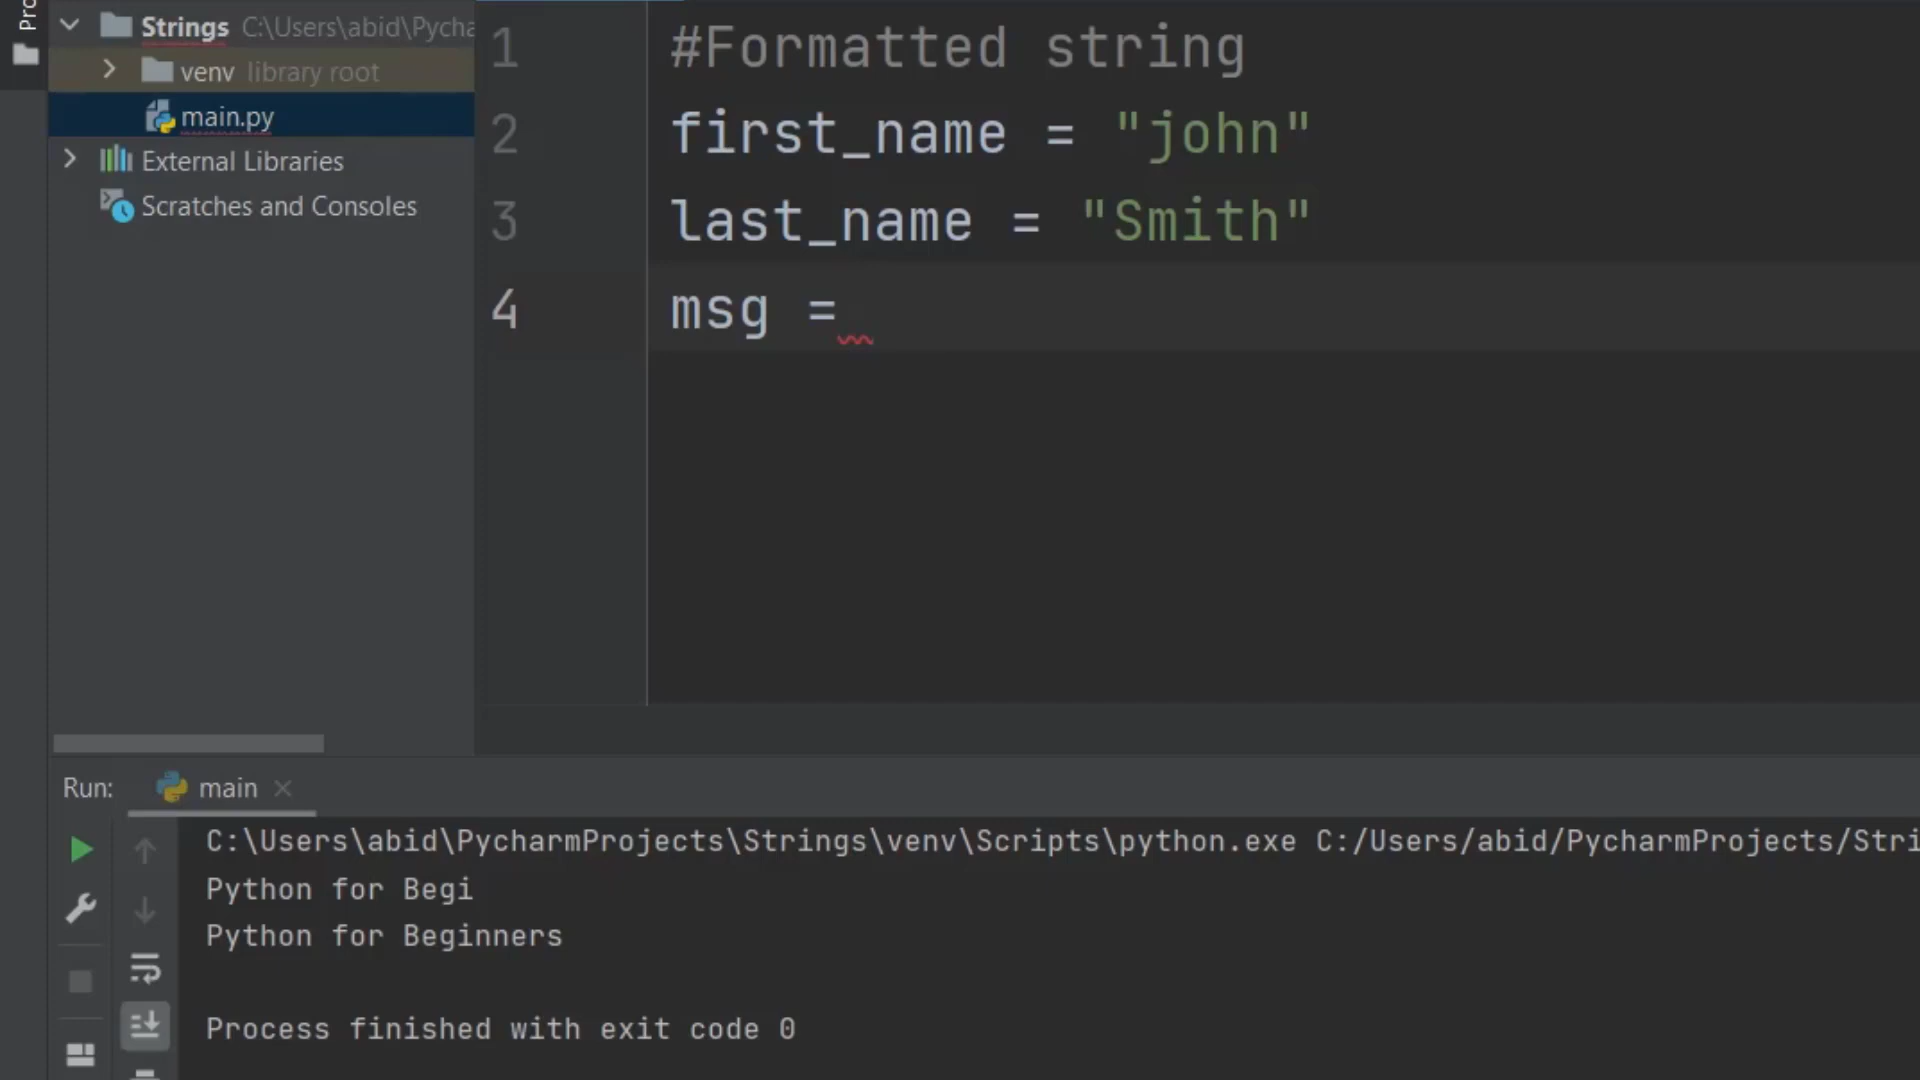 Pro
Strings C:\Users\abid\Pycha
venv library root
main.py
External Libraries
Scratches and Consoles
1 #Formatted string
2 first_name = "john"
3 last_name = "Smith"
4 msg =
Run: main
C:\Users\abid\PycharmProjects\Strings\venv\Scripts\python.exe C:/Users/abid/PycharmProjects/Stri
Python for Begi
Python for Beginners
Process finished with exit code 0